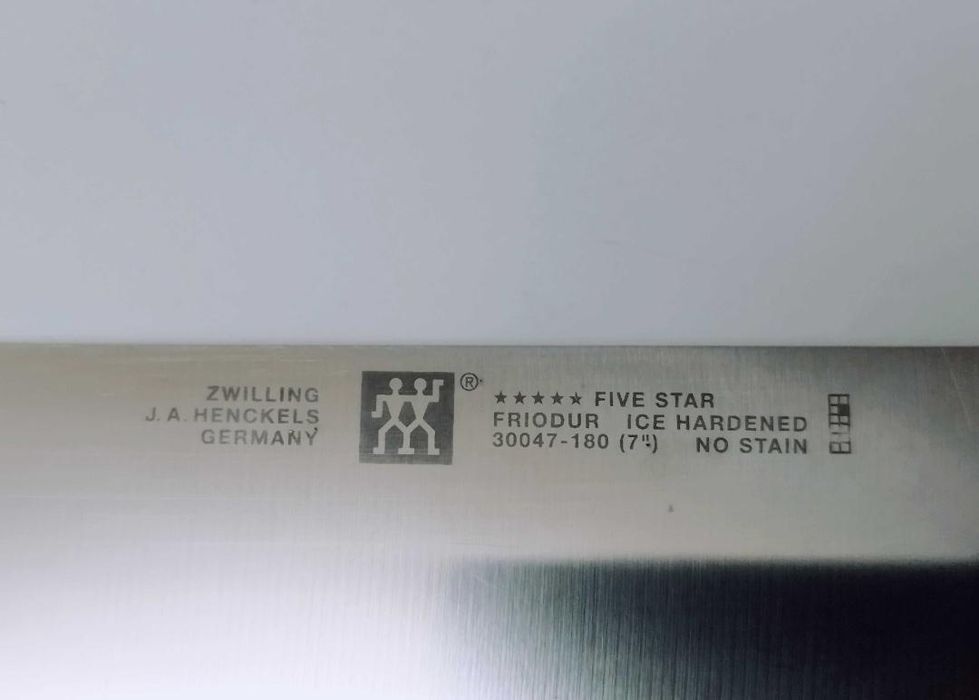 ZWILLING
J. A. HENCKELS
GERMANY
®
★★★★★ FIVE STAR
FRIODUR ICE HARDENED
30047-180 (7") NO STAIN